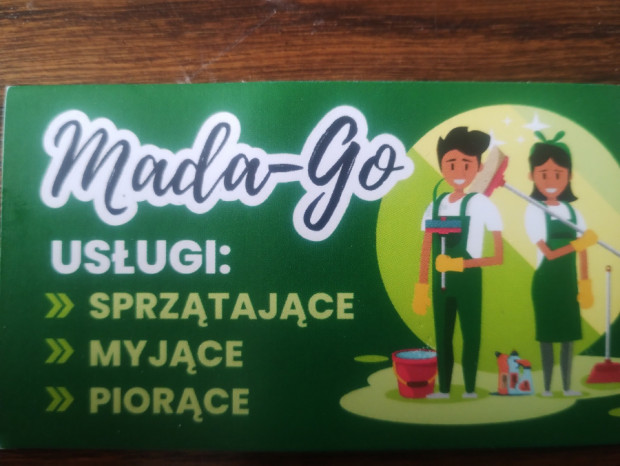 Mada-Go
USŁUGI:
» SPRZĄTAJĄCE
» MYJĄCE
» PIORĄCE